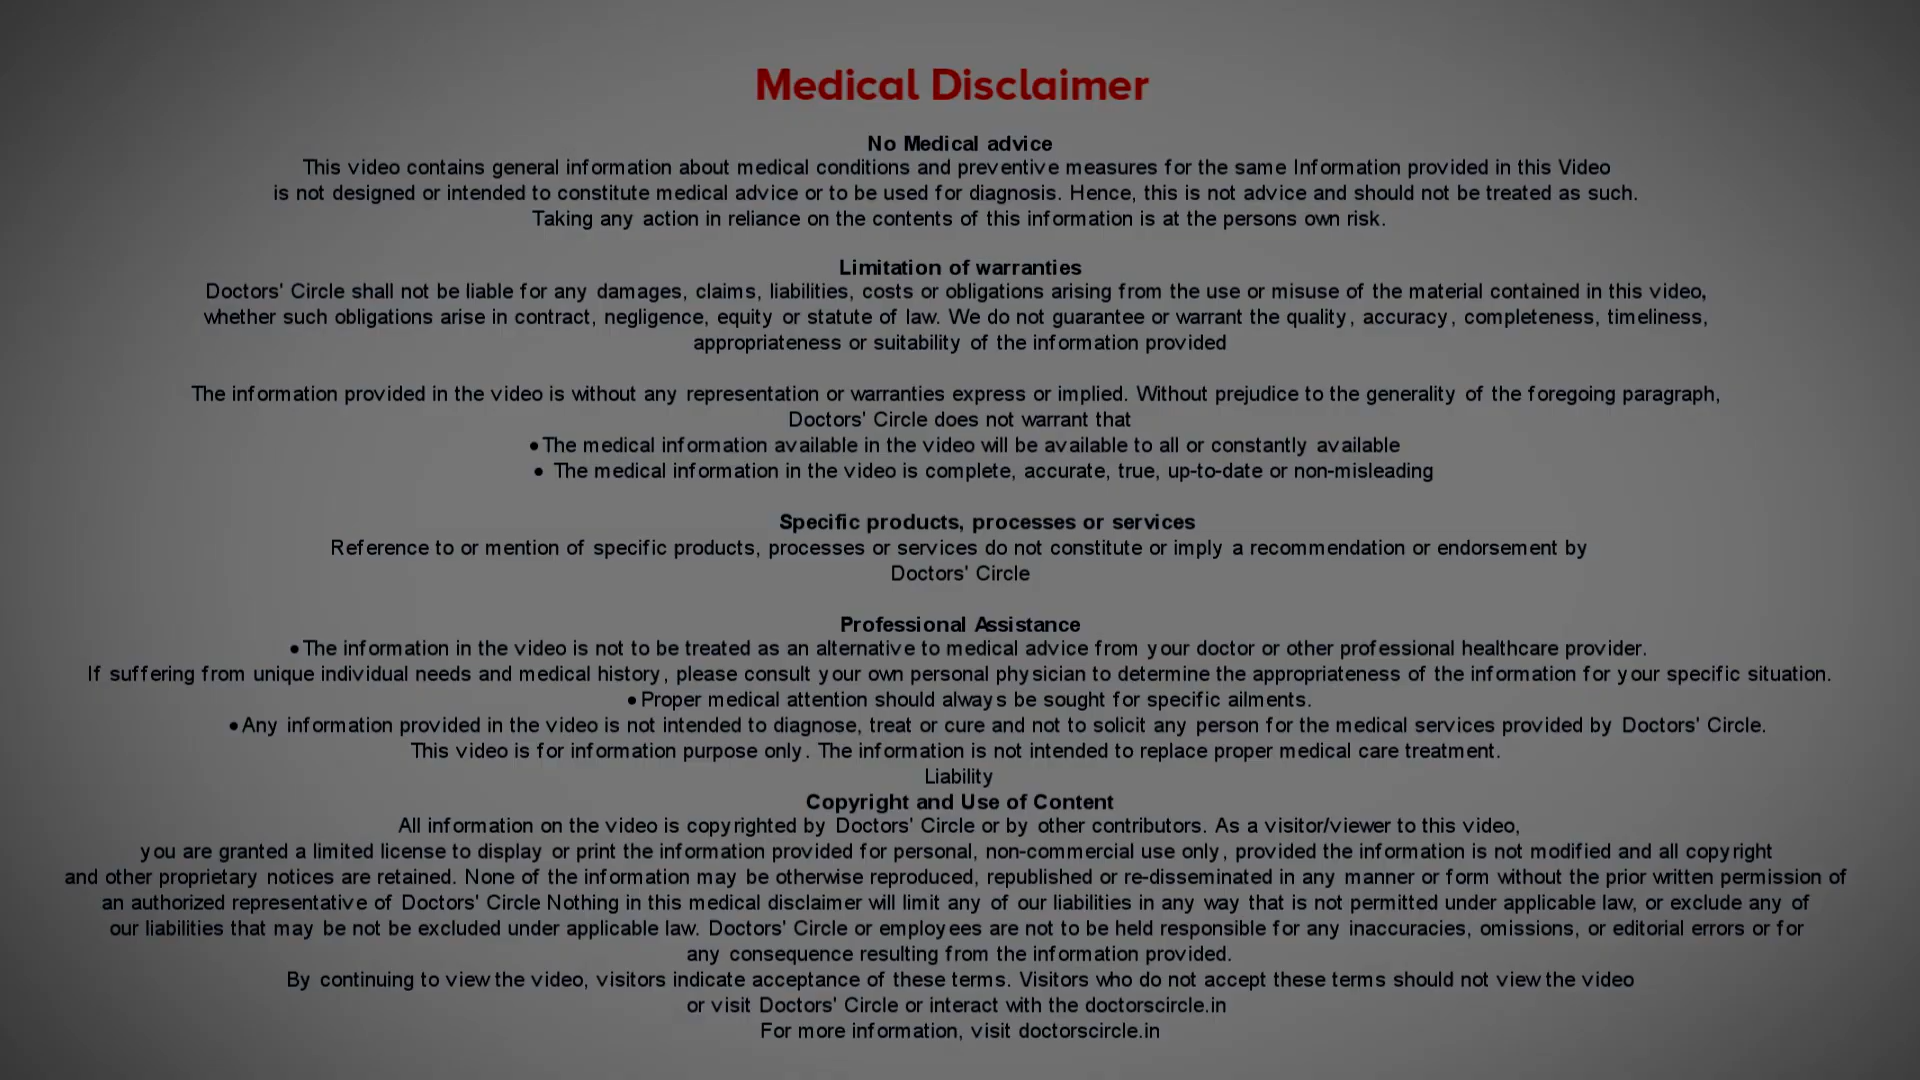 Medical Disclaimer
No Medical advice
This video contains general information about medical conditions and preventive measures for the same Information provided in this Video
is not designed or intended to constitute medical advice or to be used for diagnosis. Hence, this is not advice and should not be treated as such.
Taking any action in reliance on the contents of this information is at the persons own risk.
Limitation of warranties
Doctors' Circle shall not be liable for any damages, claims, liabilities, costs or obligations arising from the use or misuse of the material contained in this video,
whether such obligations arise in contract, negligence, equity or statute of law. We do not guarantee or warrant the quality, accuracy, completeness, timeliness,
appropriateness or suitability of the information provided
The information provided in the video is without any representation or warranties express or implied. Without prejudice to the generality of the foregoing paragraph,
Doctors' Circle does not warrant that
•The medical information available in the video will be available to all or constantly available
• The medical information in the video is complete, accurate, true, up-to-date or non-misleading
Specific products, processes or services
Reference to or mention of specific products, processes or services do not constitute or imply a recommendation or endorsement by
Doctors' Circle
Professional Assistance
•The information in the video is not to be treated as an alternative to medical advice from your doctor or other professional healthcare provider.
If suffering from unique individual needs and medical history, please consult your own personal physician to determine the appropriateness of the information for your specific situation.
•Proper medical attention should always be sought for specific ailments.
•Any information provided in the video is not intended to diagnose, treat or cure and not to solicit any person for the medical services provided by Doctors' Circle.
This video is for information purpose only. The information is not intended to replace proper medical care treatment.
Liability
Copyright and Use of Content
All information on the video is copyrighted by Doctors' Circle or by other contributors. As a visitor/viewer to this video,
you are granted a limited license to display or print the information provided for personal, non-commercial use only, provided the information is not modified and all copyright
and other proprietary notices are retained. None of the information may be otherwise reproduced, republished or re-disseminated in any manner or form without the prior written permission of
an authorized representative of Doctors' Circle Nothing in this medical disclaimer will limit any of our liabilities in any way that is not permitted under applicable law, or exclude any of
our liabilities that may be not be excluded under applicable law. Doctors' Circle or employees are not to be held responsible for any inaccuracies, omissions, or editorial errors or for
any consequence resulting from the information provided.
By continuing to view the video, visitors indicate acceptance of these terms. Visitors who do not accept these terms should not view the video
or visit Doctors' Circle or interact with the doctorscircle.in
For more information, visit doctorscircle.in